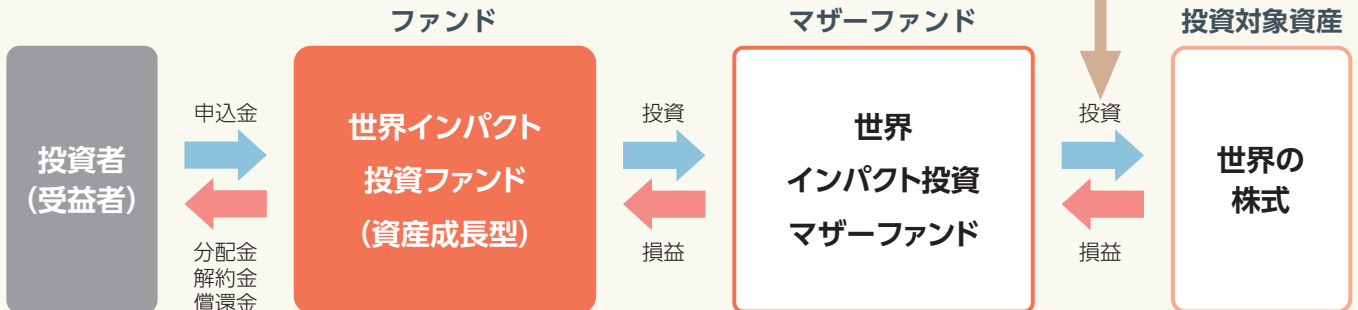 ファンド
マザーファンド
投資対象資産
投資者
(受益者)
申込金
分配金
解約金
償還金
世界インパクト
投資ファンド
(資産成長型)
投資
損益
世界
インパクト投資
マザーファンド
投資
損益
世界の
株式